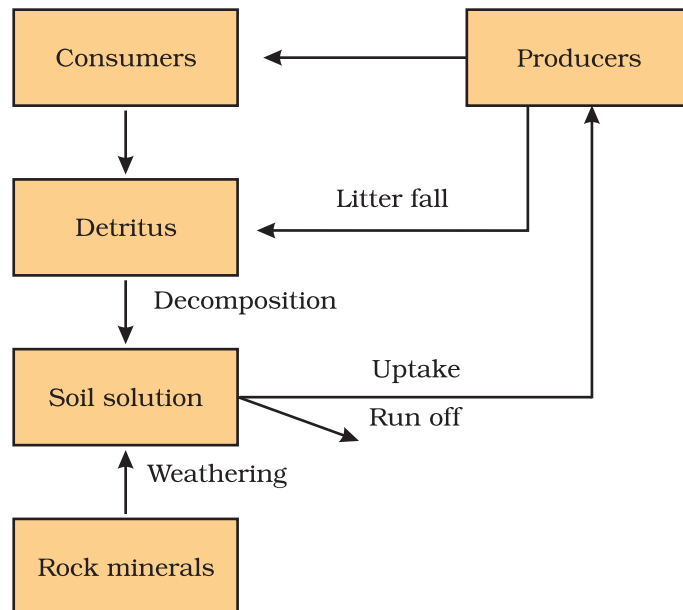 Consumers
Producers
Litter fall
Detritus
Decomposition
Uptake
Soil solution
Run off
Weathering
Rock minerals